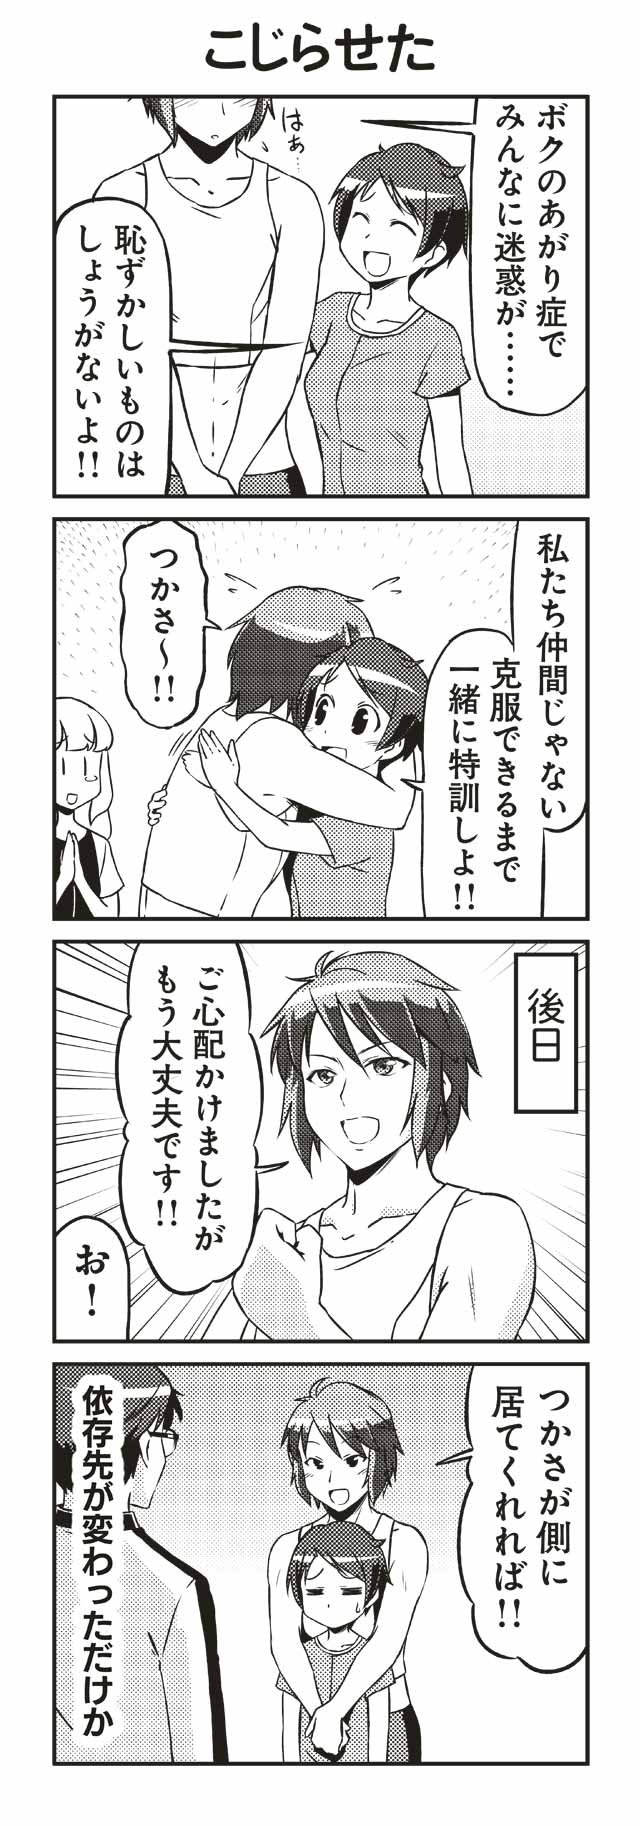 こじらせた
ボクのあがり症で
みんなに迷惑が……
はぁ…
恥ずかしいものは
しょうがないよ!!
私たち仲間じゃない
克服できるまで
一緒に特訓しよ!!
つかさ〜!!
後日
ご心配かけましたが
もう大丈夫です!!
お!
つかさが側に
居てくれれば!!
依存先が変わっただけか